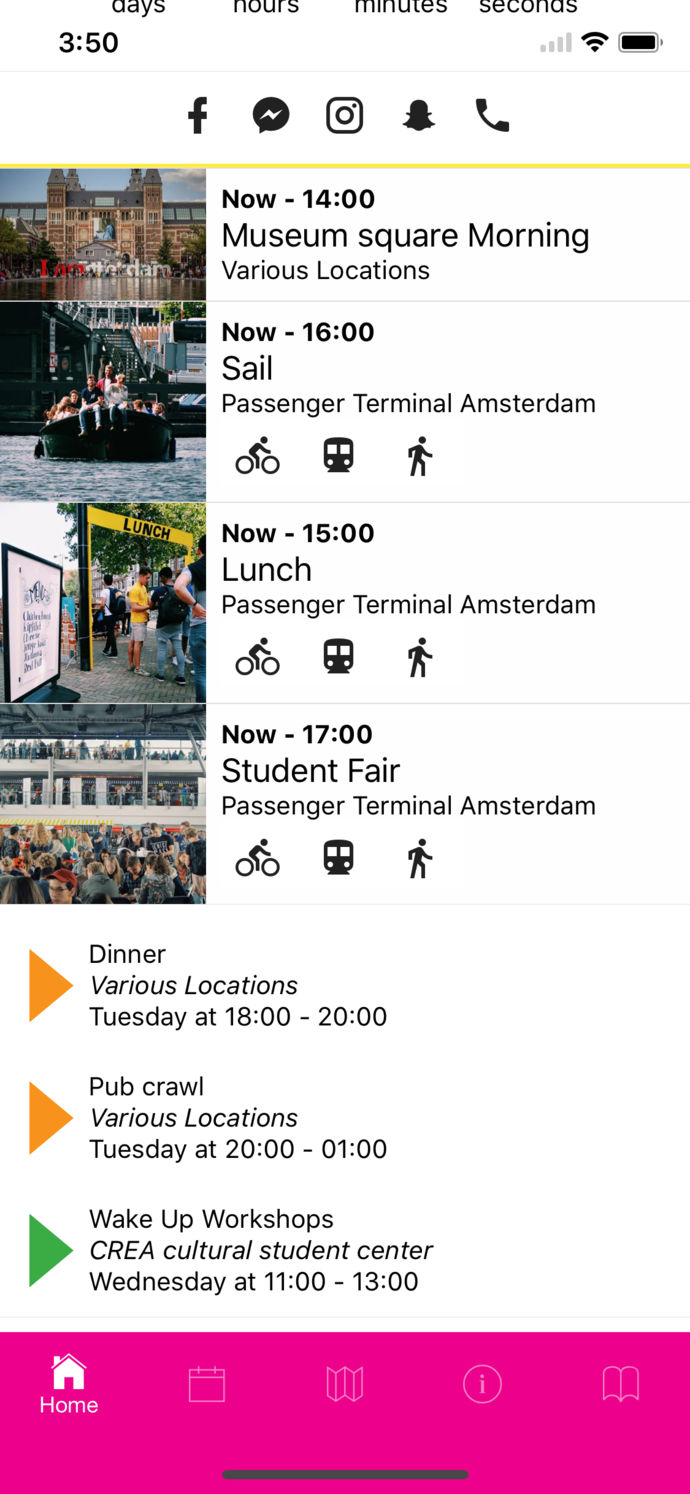 days hours minutes seconds
3:50
Now - 14:00
Museum square Morning
Various Locations
I amsterdam
Now - 16:00
Sail
Passenger Terminal Amsterdam
Now - 15:00
Lunch
Passenger Terminal Amsterdam
LUNCH
MENU
Now - 17:00
Student Fair
Passenger Terminal Amsterdam
Dinner
Various Locations
Tuesday at 18:00 - 20:00
Pub crawl
Various Locations
Tuesday at 20:00 - 01:00
Wake Up Workshops
CREA cultural student center
Wednesday at 11:00 - 13:00
Home